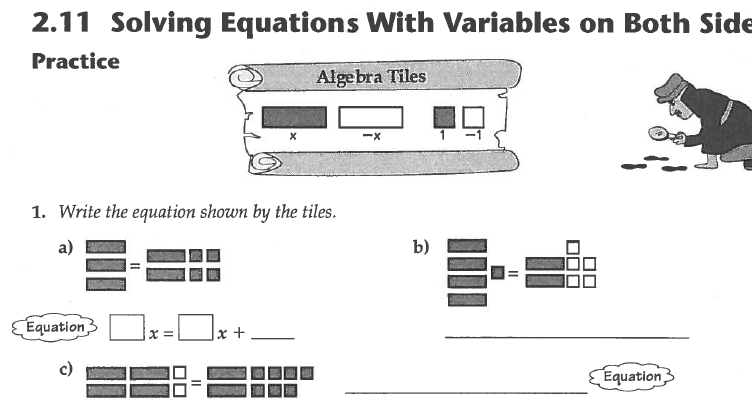 2.11 Solving Equations With Variables on Both Side
Practice
Algebra Tiles
x −x 1 −1
1. Write the equation shown by the tiles.
a) = b) =
Equation x = x + ____
c) = Equation